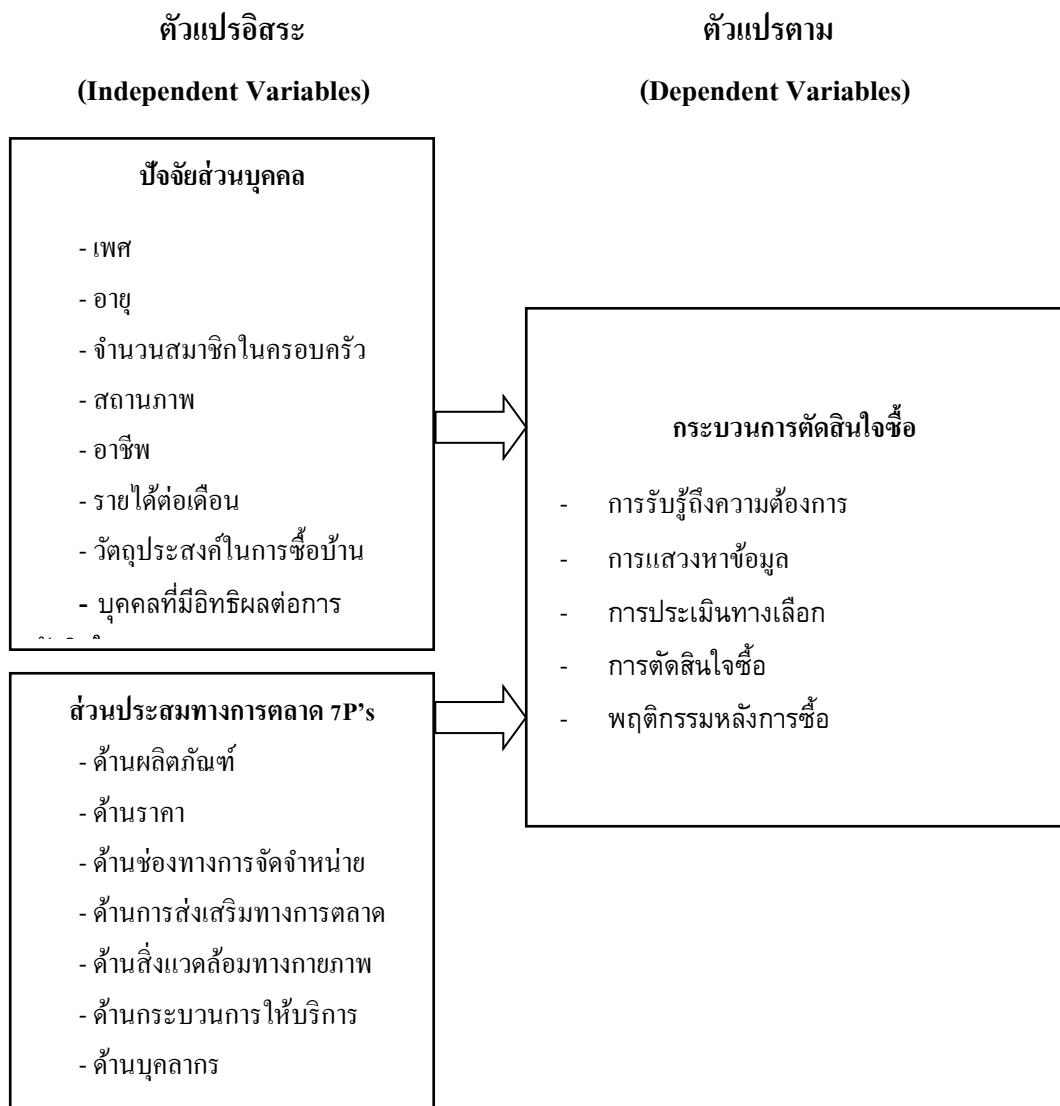 ตัวแปรอิสระ
(Independent Variables)
ตัวแปรตาม
(Dependent Variables)
ปัจจัยส่วนบุคคล
- เพศ
- อายุ
- จำนวนสมาชิกในครอบครัว
- สถานภาพ
- อาชีพ
- รายได้ต่อเดือน
- วัตถุประสงค์ในการซื้อบ้าน
- บุคคลที่มีอิทธิผลต่อการ
ส่วนประสมทางการตลาด 7P’s
- ด้านผลิตภัณฑ์
- ด้านราคา
- ด้านช่องทางการจัดจำหน่าย
- ด้านการส่งเสริมทางการตลาด
- ด้านสิ่งแวดล้อมทางกายภาพ
- ด้านกระบวนการให้บริการ
- ด้านบุคลากร
กระบวนการตัดสินใจซื้อ
- การรับรู้ถึงความต้องการ
- การแสวงหาข้อมูล
- การประเมินทางเลือก
- การตัดสินใจซื้อ
- พฤติกรรมหลังการซื้อ